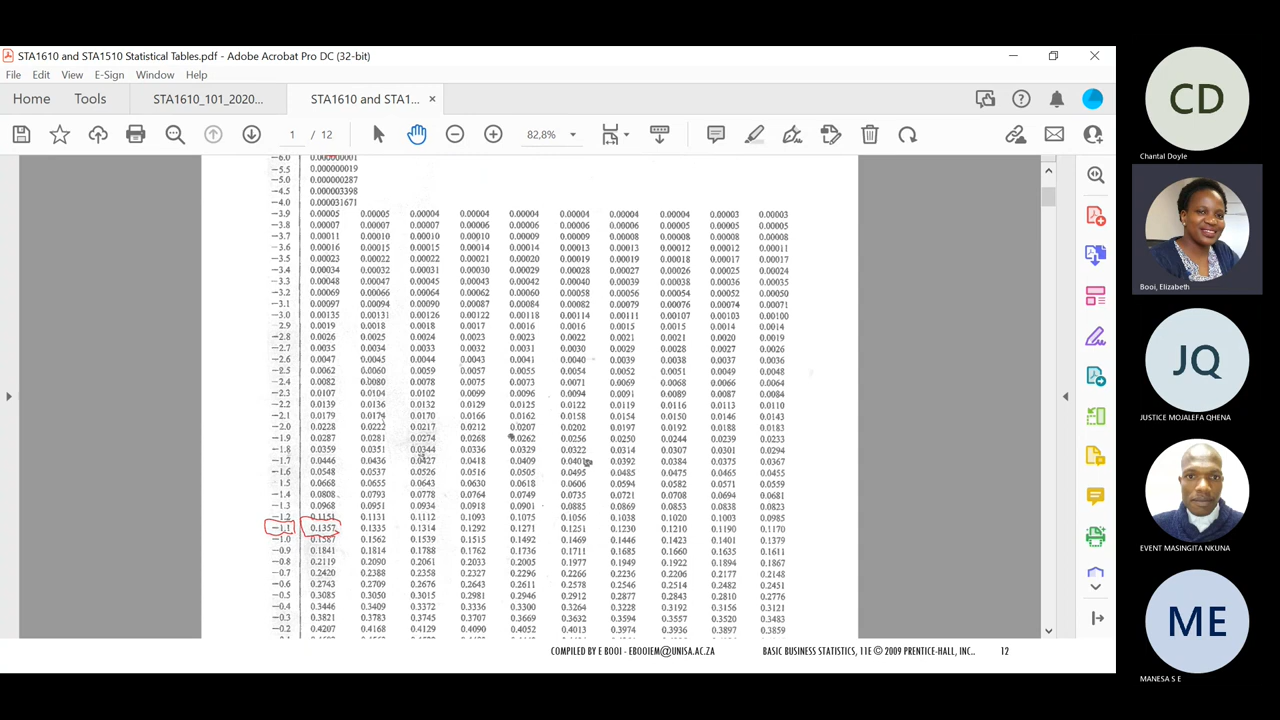 STA1610 and STA1510 Statistical Tables.pdf - Adobe Acrobat Pro DC (32-bit)
File Edit View E-Sign Window Help
Home Tools STA1610_101_2020... STA1610 and STA1... ×
1 / 12 82,8%
-6.0 0.000000001
-5.5 0.000000019
-5.0 0.000000287
-4.5 0.000003398
-4.0 0.000031671
-3.9 0.00005 0.00005 0.00004 0.00004 0.00004 0.00004 0.00004 0.00004 0.00003 0.00003
-3.8 0.00007 0.00007 0.00007 0.00006 0.00006 0.00006 0.00006 0.00005 0.00005 0.00005
-3.7 0.00011 0.00010 0.00010 0.00010 0.00009 0.00009 0.00008 0.00008 0.00008 0.00008
-3.6 0.00016 0.00015 0.00015 0.00014 0.00014 0.00013 0.00013 0.00012 0.00012 0.00011
-3.5 0.00023 0.00022 0.00022 0.00021 0.00020 0.00019 0.00019 0.00018 0.00017 0.00017
-3.4 0.00034 0.00032 0.00031 0.00030 0.00029 0.00028 0.00027 0.00026 0.00025 0.00024
-3.3 0.00048 0.00047 0.00045 0.00043 0.00042 0.00040 0.00039 0.00038 0.00036 0.00035
-3.2 0.00069 0.00066 0.00064 0.00062 0.00060 0.00058 0.00056 0.00054 0.00052 0.00050
-3.1 0.00097 0.00094 0.00090 0.00087 0.00084 0.00082 0.00079 0.00076 0.00074 0.00071
-3.0 0.00135 0.00131 0.00126 0.00122 0.00118 0.00114 0.00111 0.00107 0.00103 0.00100
-2.9 0.0019 0.0018 0.0018 0.0017 0.0016 0.0016 0.0015 0.0015 0.0014 0.0014
-2.8 0.0026 0.0025 0.0024 0.0023 0.0023 0.0022 0.0021 0.0021 0.0020 0.0019
-2.7 0.0035 0.0034 0.0033 0.0032 0.0031 0.0030 0.0029 0.0028 0.0027 0.0026
-2.6 0.0047 0.0045 0.0044 0.0043 0.0041 0.0040 0.0039 0.0038 0.0037 0.0036
-2.5 0.0062 0.0060 0.0059 0.0057 0.0055 0.0054 0.0052 0.0051 0.0049 0.0048
-2.4 0.0082 0.0080 0.0078 0.0075 0.0073 0.0071 0.0069 0.0068 0.0066 0.0064
-2.3 0.0107 0.0104 0.0102 0.0099 0.0096 0.0094 0.0091 0.0089 0.0087 0.0084
-2.2 0.0139 0.0136 0.0132 0.0129 0.0125 0.0122 0.0119 0.0116 0.0113 0.0110
-2.1 0.0179 0.0174 0.0170 0.0166 0.0162 0.0158 0.0154 0.0150 0.0146 0.0143
-2.0 0.0228 0.0222 0.0217 0.0212 0.0207 0.0202 0.0197 0.0192 0.0188 0.0183
-1.9 0.0287 0.0281 0.0274 0.0268 0.0262 0.0256 0.0250 0.0244 0.0239 0.0233
-1.8 0.0359 0.0351 0.0344 0.0336 0.0329 0.0322 0.0314 0.0307 0.0301 0.0294
-1.7 0.0446 0.0436 0.0427 0.0418 0.0409 0.0401 0.0392 0.0384 0.0375 0.0367
-1.6 0.0548 0.0537 0.0526 0.0516 0.0505 0.0495 0.0485 0.0475 0.0465 0.0455
-1.5 0.0668 0.0655 0.0643 0.0630 0.0618 0.0606 0.0594 0.0582 0.0571 0.0559
-1.4 0.0808 0.0793 0.0778 0.0764 0.0749 0.0735 0.0721 0.0708 0.0694 0.0681
-1.3 0.0968 0.0951 0.0934 0.0918 0.0901 0.0885 0.0869 0.0853 0.0838 0.0823
-1.2 0.1151 0.1131 0.1112 0.1093 0.1075 0.1056 0.1038 0.1020 0.1003 0.0985
-1.1 0.1357 0.1335 0.1314 0.1292 0.1271 0.1251 0.1230 0.1210 0.1190 0.1170
-1.0 0.1587 0.1562 0.1539 0.1515 0.1492 0.1469 0.1446 0.1423 0.1401 0.1379
-0.9 0.1841 0.1814 0.1788 0.1762 0.1736 0.1711 0.1685 0.1660 0.1635 0.1611
-0.8 0.2119 0.2090 0.2061 0.2033 0.2005 0.1977 0.1949 0.1922 0.1894 0.1867
-0.7 0.2420 0.2388 0.2358 0.2327 0.2296 0.2266 0.2236 0.2206 0.2177 0.2148
-0.6 0.2743 0.2709 0.2676 0.2643 0.2611 0.2578 0.2546 0.2514 0.2482 0.2451
-0.5 0.3085 0.3050 0.3015 0.2981 0.2946 0.2912 0.2877 0.2843 0.2810 0.2776
-0.4 0.3446 0.3409 0.3372 0.3336 0.3300 0.3264 0.3228 0.3192 0.3156 0.3121
-0.3 0.3821 0.3783 0.3745 0.3707 0.3669 0.3632 0.3594 0.3557 0.3520 0.3483
-0.2 0.4207 0.4168 0.4129 0.4090 0.4052 0.4013 0.3974 0.3936 0.3897 0.3859
COMPILED BY E BOOI - EBOOIEM@UNISA.AC.ZA BASIC BUSINESS STATISTICS, 11E © 2009 PRENTICE-HALL, INC.. 12
CD
Chantal Doyle
Booi, Elizabeth
JQ
JUSTICE MOJALEFA QHENA
EVENT MASINGITA NKUNA
ME
MANESA S E